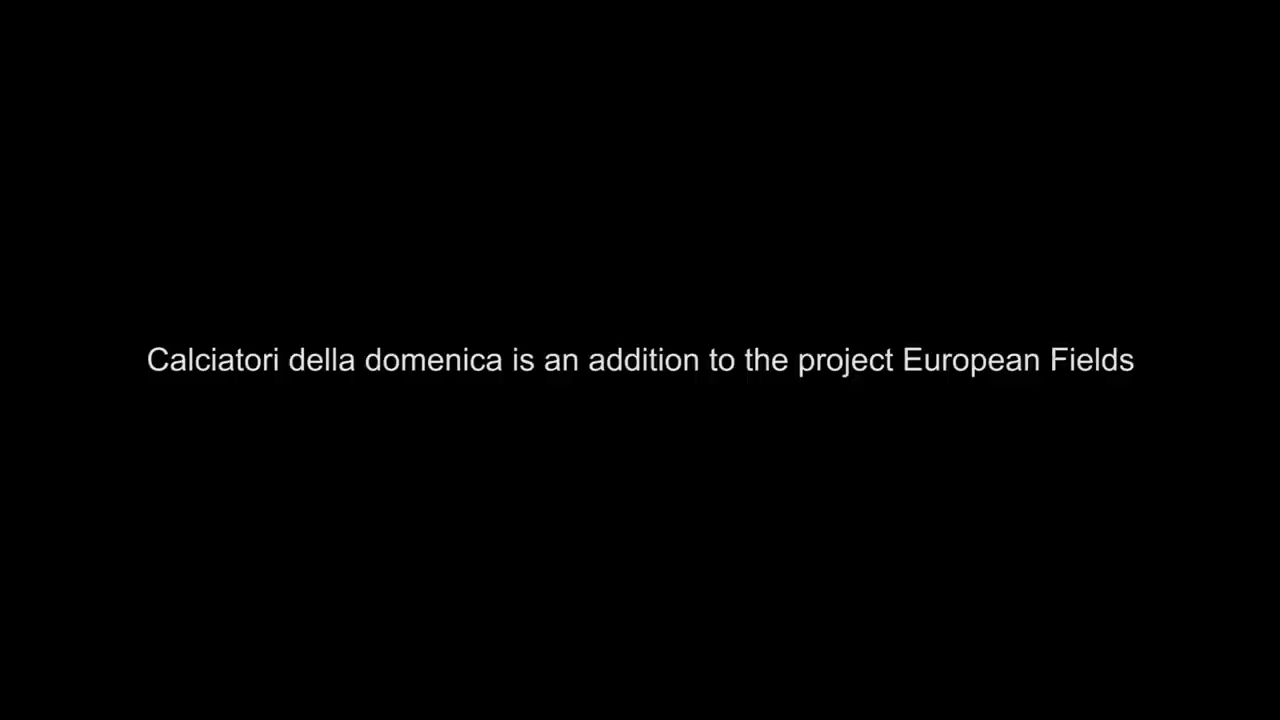 Calciatori della domenica is an addition to the project European Fields